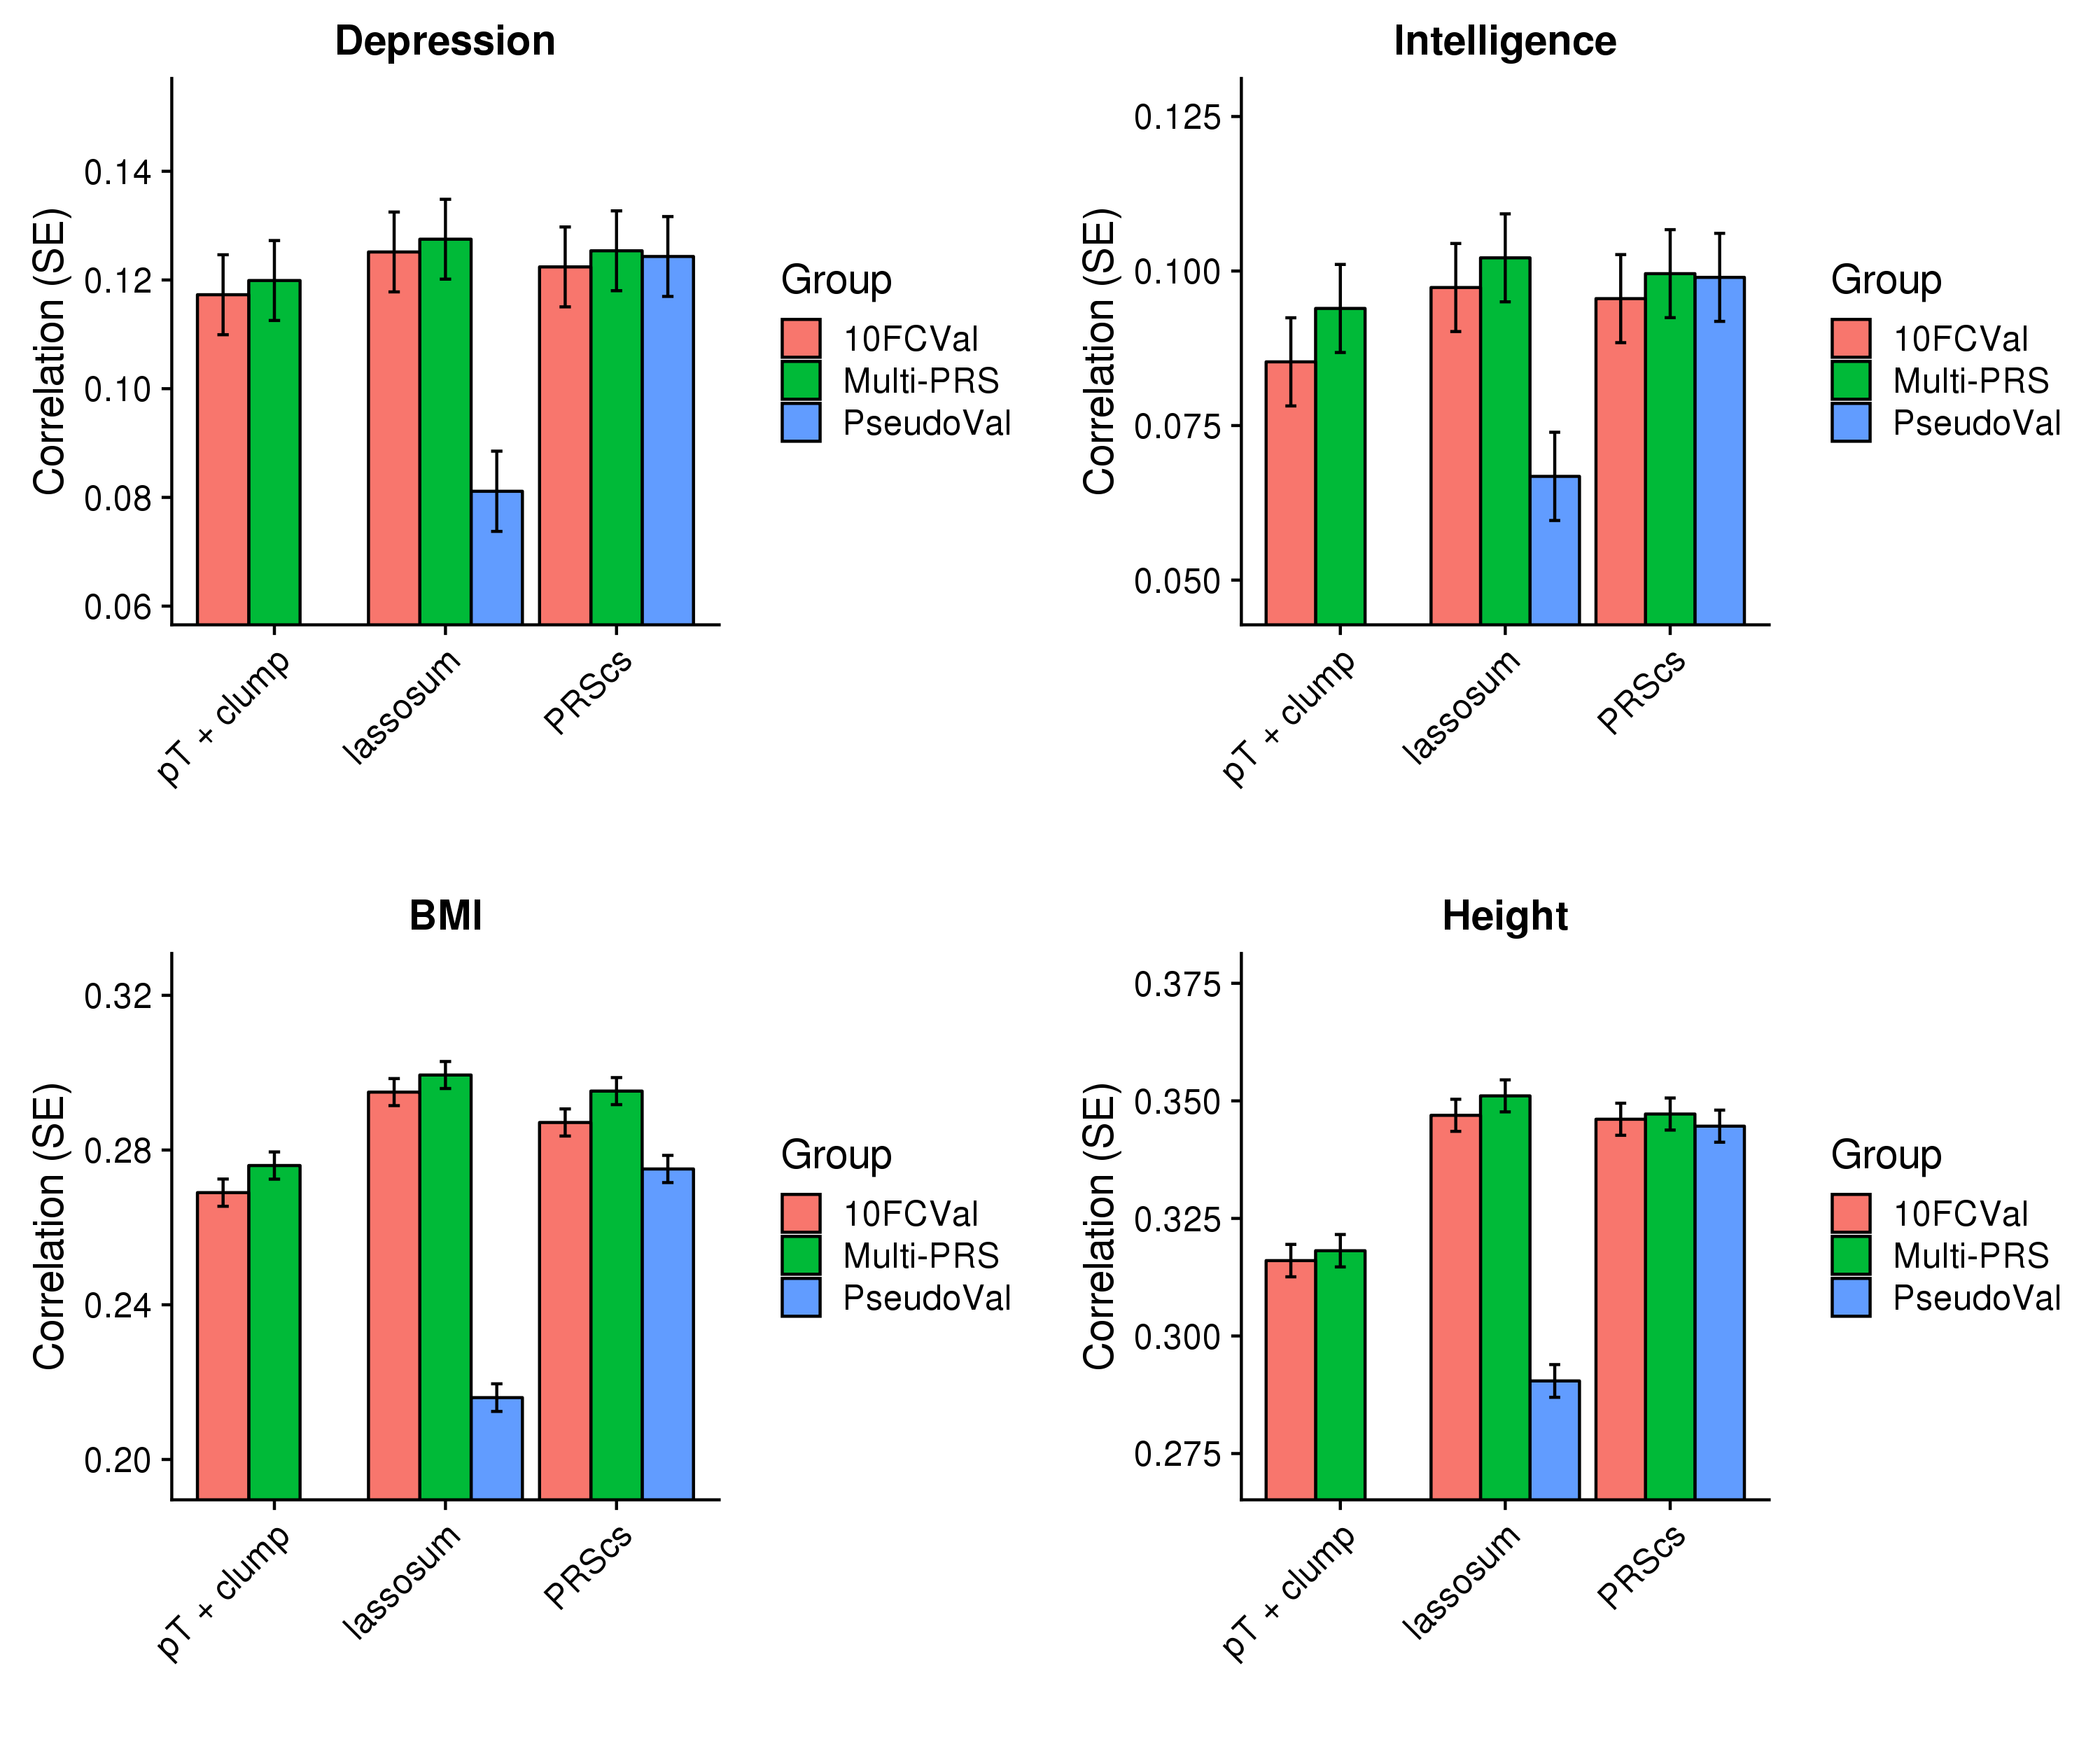 Depression
Correlation (SE)
0.14
0.12
0.10
0.08
0.06
pT + clump
lassosum
PRScs
Group
10FCVal
Multi-PRS
PseudoVal
Intelligence
Correlation (SE)
0.125
0.100
0.075
0.050
pT + clump
lassosum
PRScs
Group
10FCVal
Multi-PRS
PseudoVal
BMI
Correlation (SE)
0.32
0.28
0.24
0.20
pT + clump
lassosum
PRScs
Group
10FCVal
Multi-PRS
PseudoVal
Height
Correlation (SE)
0.375
0.350
0.325
0.300
0.275
pT + clump
lassosum
PRScs
Group
10FCVal
Multi-PRS
PseudoVal